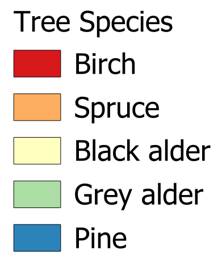 Tree Species
Birch
Spruce
Black alder
Grey alder
Pine